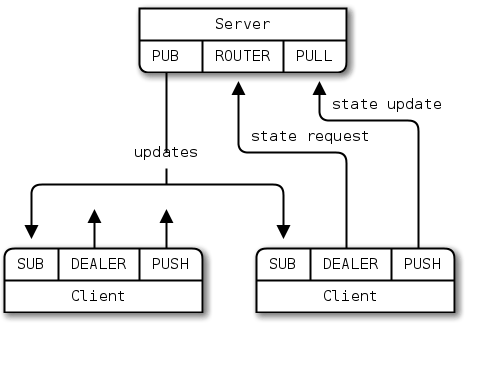 Server
PUB ROUTER PULL
state update
state request
updates
SUB DEALER PUSH SUB DEALER PUSH
Client Client